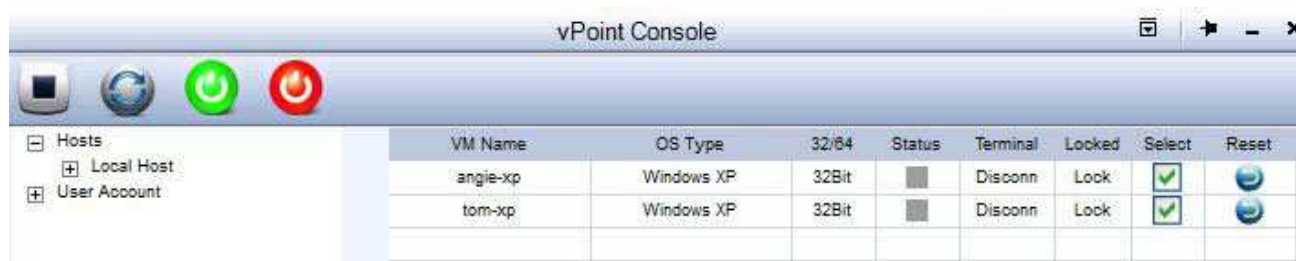 vPoint Console
Hosts
Local Host
User Account
VM Name OS Type 32/64 Status Terminal Locked Select Reset
angie-xp Windows XP 32Bit Disconn Lock
tom-xp Windows XP 32Bit Disconn Lock